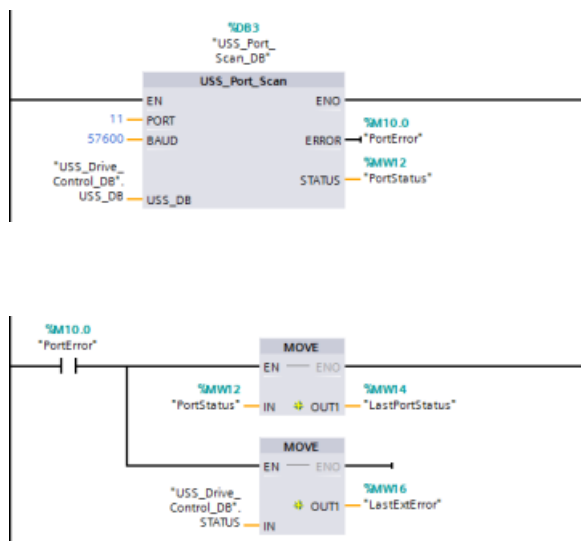 %DB3
"USS_Port_
Scan_DB"
USS_Port_Scan
EN ENO
11 PORT
%M10.0
57600 BAUD ERROR "PortError"
"USS_Drive_
Control_DB".
USS_DB USS_DB
%MW12
STATUS "PortStatus"
%M10.0
"PortError"
MOVE
EN ENO
%MW12
"PortStatus" IN OUT1
%MW14
"LastPortStatus"
MOVE
EN ENO
"USS_Drive_
Control_DB".
STATUS IN
%MW16
OUT1 "LastExtError"